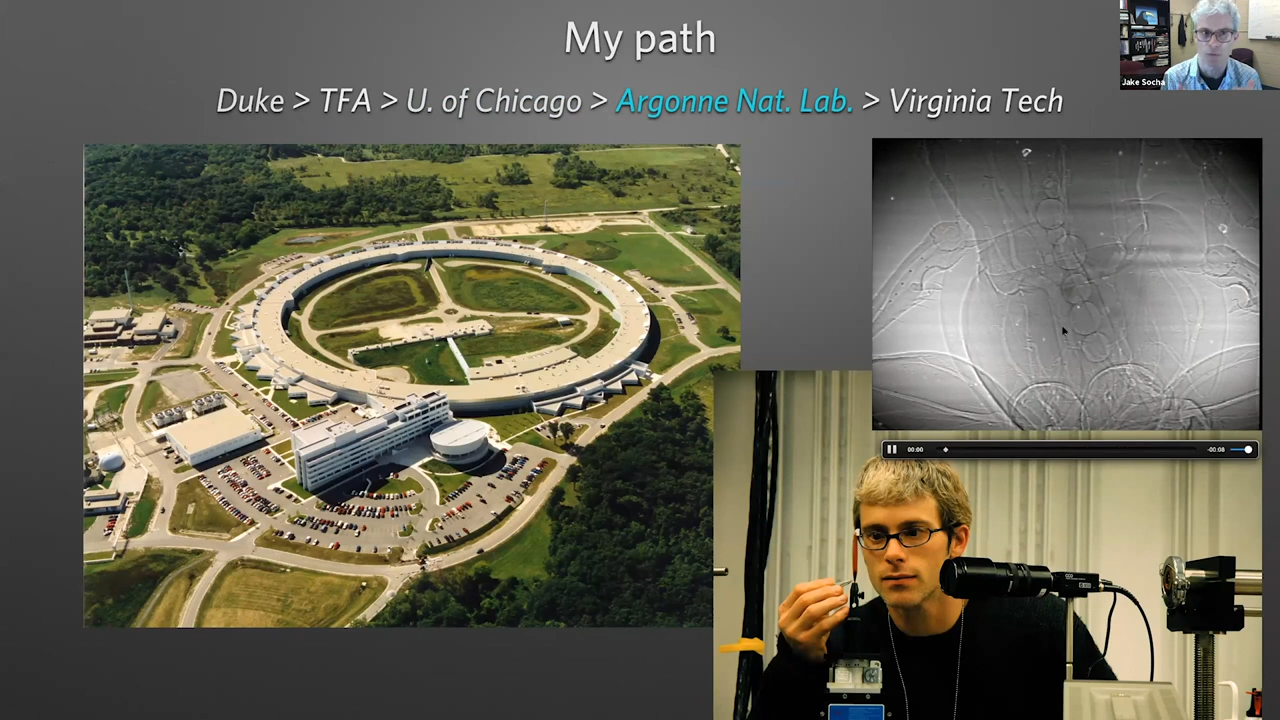 My path
Jake Socha
Duke > TFA > U. of Chicago > Argonne Nat. Lab. > Virginia Tech
00:00
-00:08